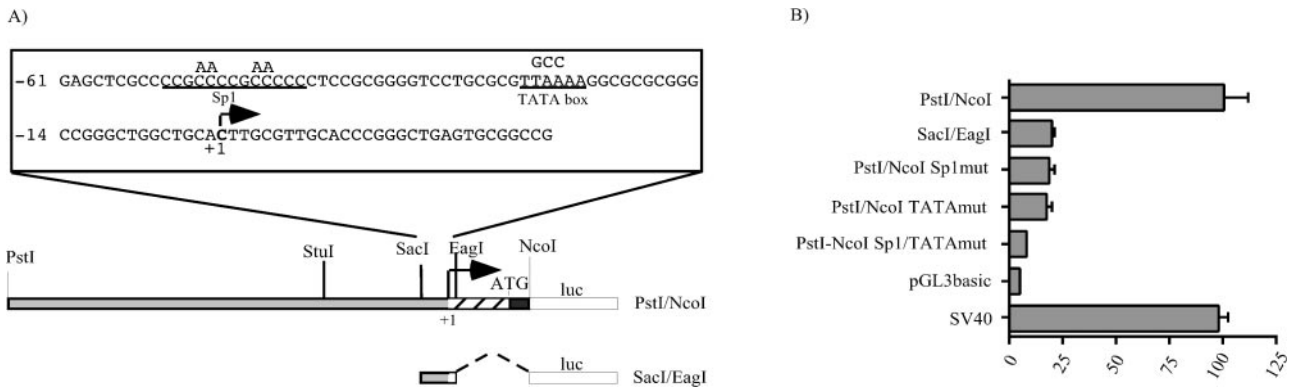 A)
AA AA GCC
-61 GAGCTCGCCCCGCCCCGCCCCCCTCCGCGGGGTCCTGCGCGTTAAAAGGCGCGCGGG
Sp1 TATA box
-14 CCGGGCTGGCTGCACTTGCGTTGCACCCGGGCTGAGTGCGGCCG
+1
PstI StuI SacI EagI NcoI
ATG luc
PstI/NcoI
+1
luc
SacI/EagI
B)
PstI/NcoI
SacI/EagI
PstI/NcoI Sp1mut
PstI/NcoI TATAmut
PstI-NcoI Sp1/TATAmut
pGL3basic
SV40
0 25 50 75 100 125